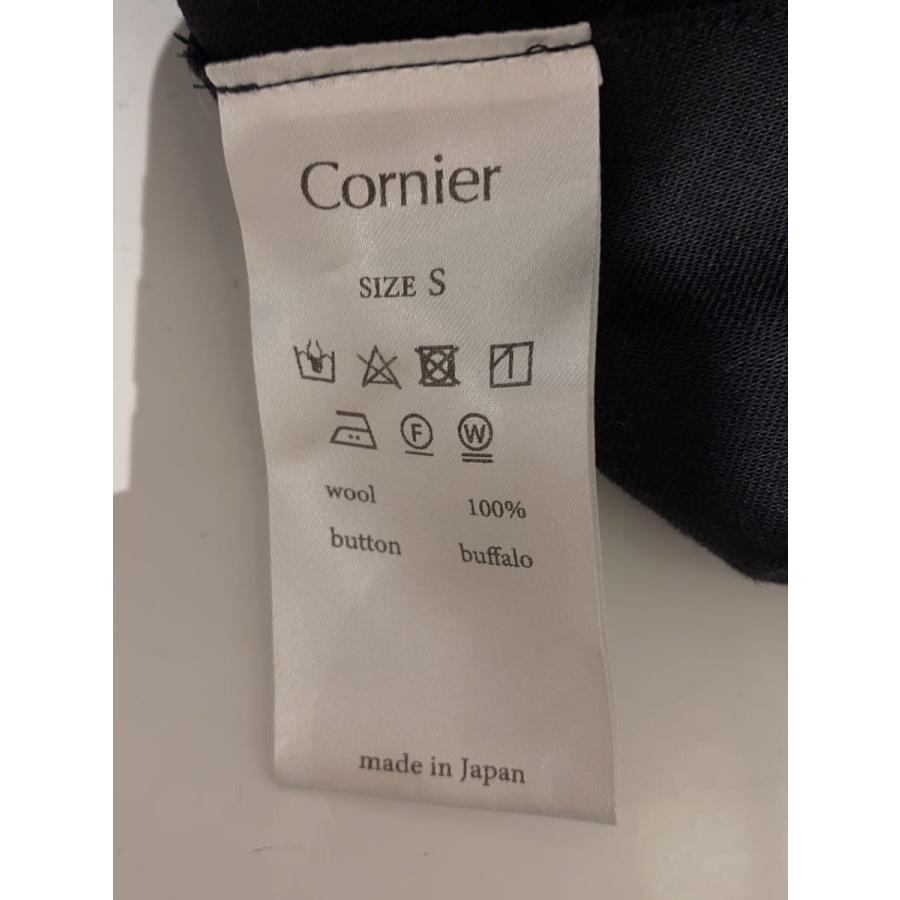 Cornier
SIZE S
F W
wool 100%
button buffalo
made in Japan